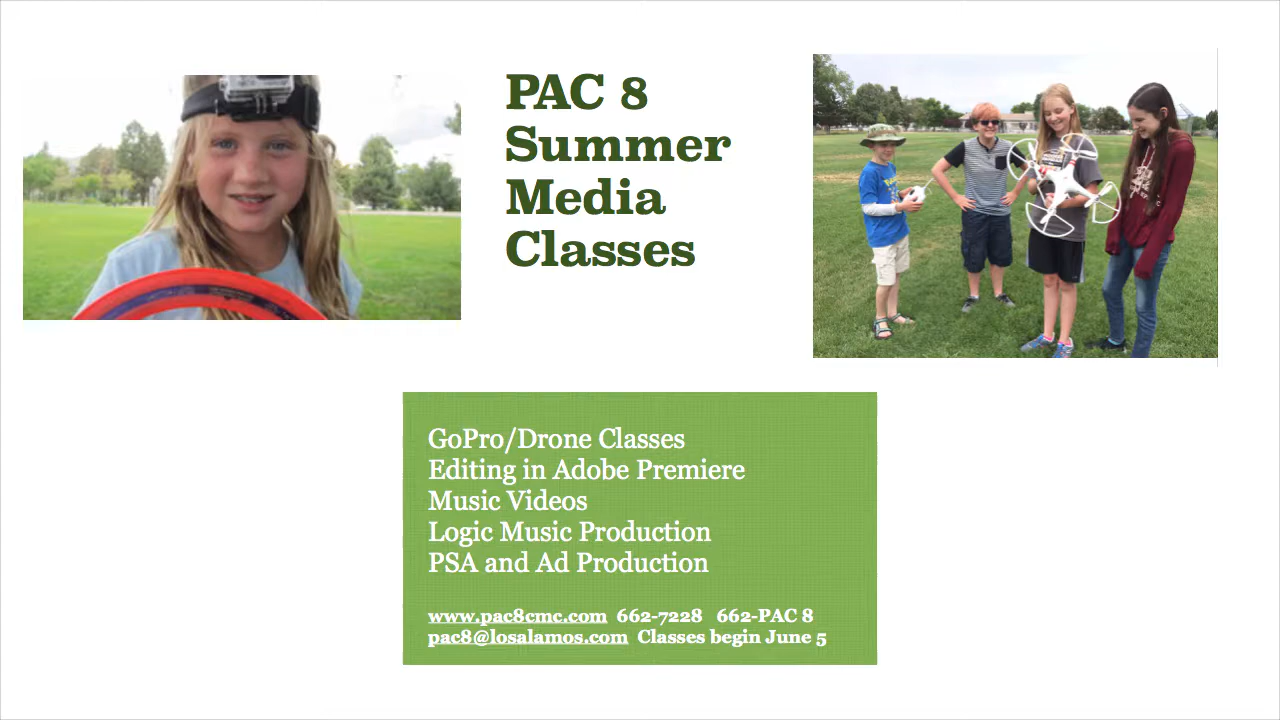 PAC 8
Summer
Media
Classes
GoPro/Drone Classes
Editing in Adobe Premiere
Music Videos
Logic Music Production
PSA and Ad Production
www.pac8cmc.com 662-7228 662-PAC 8
pac8@losalamos.com Classes begin June 5